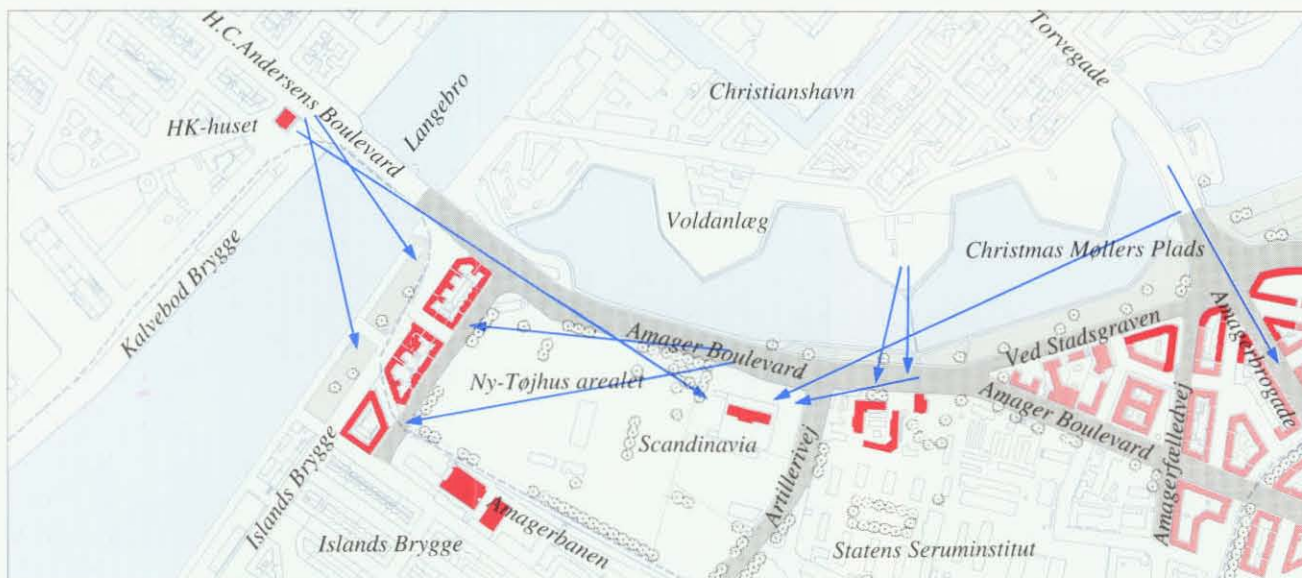 H.C.Andersens Boulevard
HK-huset
Langebro
Christianshavn
Torvegade
Kalvebod Brygge
Voldanlæg
Christmas Møllers Plads
Amager Boulevard
Ved Stadsgraven
Amagerbrogade
Ny-Tøjhus arealet
Scandinavia
Artillerivej
Amager Boulevard
Amagerfælledvej
Islands Brygge
Islands Brygge
Amagerbanen
Statens Seruminstitut